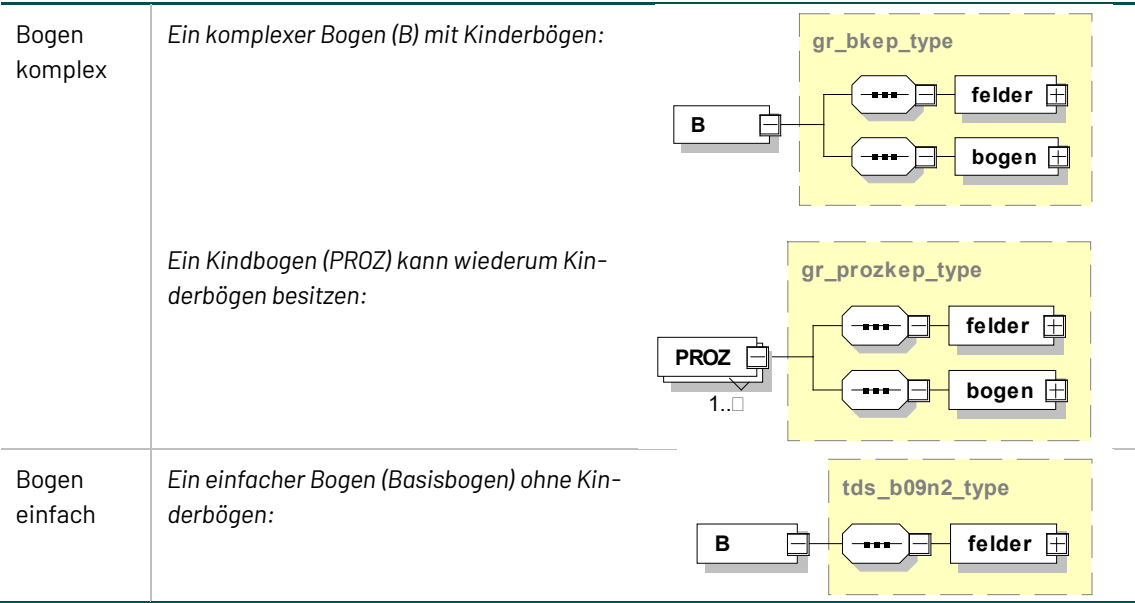 Bogen
komplex
Ein komplexer Bogen (B) mit Kinderbögen:
gr_bkep_type
felder
B
bogen
Ein Kindbogen (PROZ) kann wiederum Kin-
derbögen besitzen:
gr_prozkep_type
felder
PROZ
bogen
1..□
Bogen
einfach
Ein einfacher Bogen (Basisbogen) ohne Kin-
derbögen:
tds_b09n2_type
B
felder